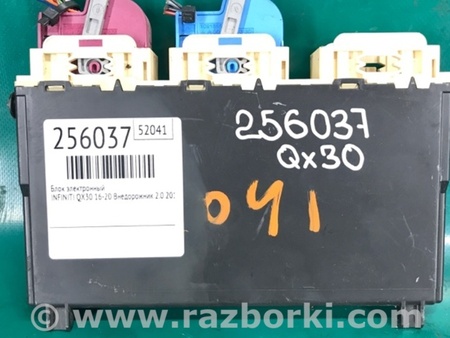 256037
52041
Блок электронный
INFINITI QX30 16-20 Внедорожник 2.0 20
256037
Qx30
041
www.razborki.com